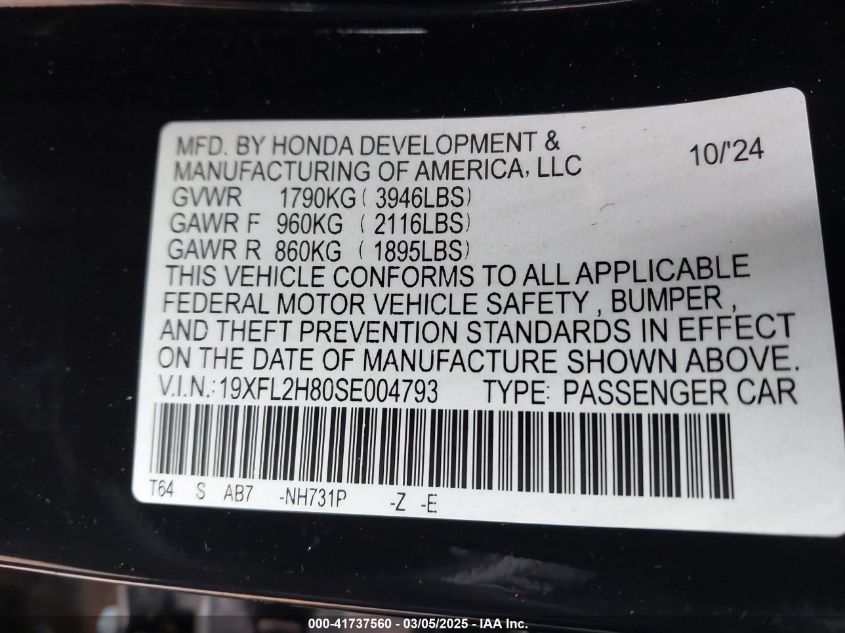 MFD. BY HONDA DEVELOPMENT &
MANUFACTURING OF AMERICA, LLC 10/'24
GVWR 1790KG ( 3946LBS)
GAWR F 960KG ( 2116LBS)
GAWR R 860KG ( 1895LBS)
THIS VEHICLE CONFORMS TO ALL APPLICABLE
FEDERAL MOTOR VEHICLE SAFETY , BUMPER ,
AND THEFT PREVENTION STANDARDS IN EFFECT
ON THE DATE OF MANUFACTURE SHOWN ABOVE.
V.I.N.: 19XFL2H80SE004793 TYPE: PASSENGER CAR
T64 S AB7 -NH731P -Z -E
000-41737560 — 03/05/2025 - IAA Inc.